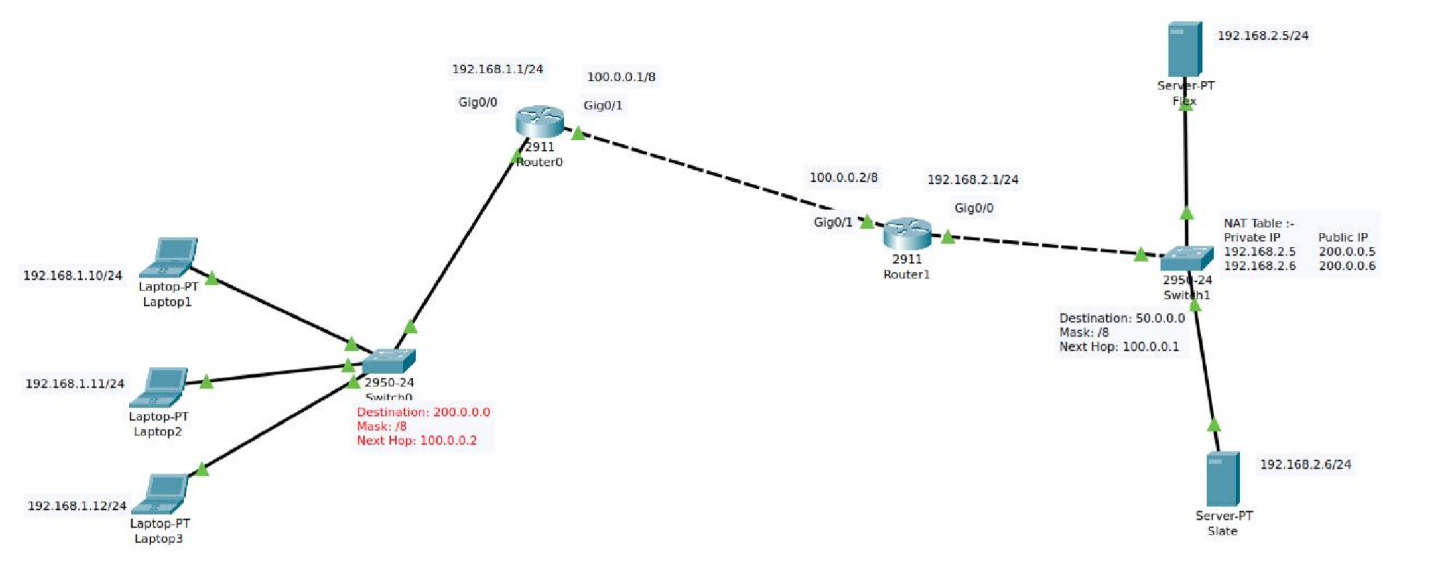 192.168.2.5/24
Server-PT
Flex
192.168.1.1/24
100.0.0.1/8
Gig0/0
Gig0/1
2911
Router0
100.0.0.2/8
192.168.2.1/24
Gig0/1
Gig0/0
2911
Router1
NAT Table :-
Private IP Public IP
192.168.2.5 200.0.0.5
192.168.2.6 200.0.0.6
2950-24
Switch1
Destination: 50.0.0.0
Mask: /8
Next Hop: 100.0.0.1
192.168.1.10/24
Laptop-PT
Laptop1
192.168.1.11/24
Laptop-PT
Laptop2
2950-24
Switch0
Destination: 200.0.0.0
Mask: /8
Next Hop: 100.0.0.2
192.168.1.12/24
Laptop-PT
Laptop3
192.168.2.6/24
Server-PT
Slate